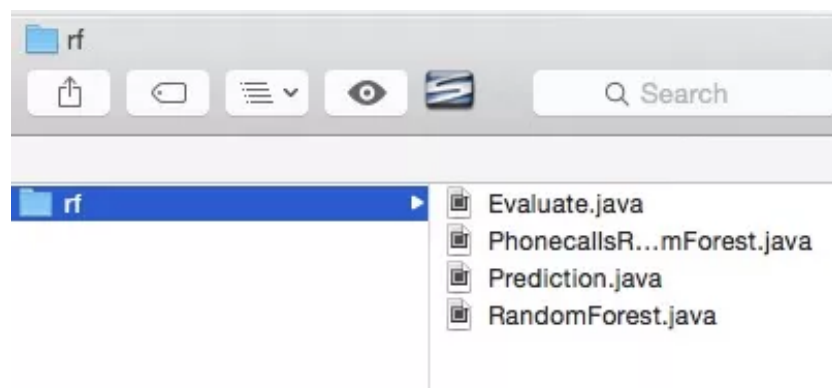 rf
Search
rf
Evaluate.java
PhonecallsR...mForest.java
Prediction.java
RandomForest.java